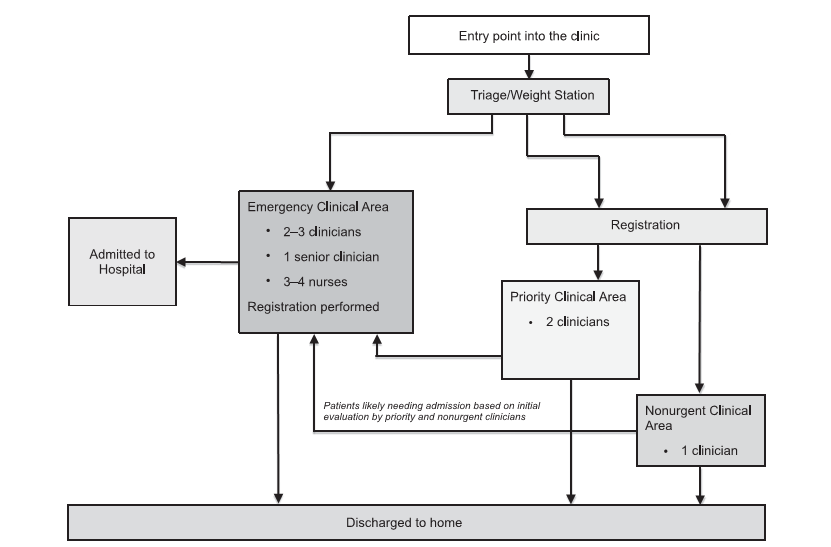 Entry point into the clinic
Triage/Weight Station
Emergency Clinical Area
• 2–3 clinicians
• 1 senior clinician
• 3–4 nurses
Registration performed
Admitted to
Hospital
Registration
Priority Clinical Area
• 2 clinicians
Patients likely needing admission based on initial
evaluation by priority and nonurgent clinicians
Nonurgent Clinical
Area
• 1 clinician
Discharged to home